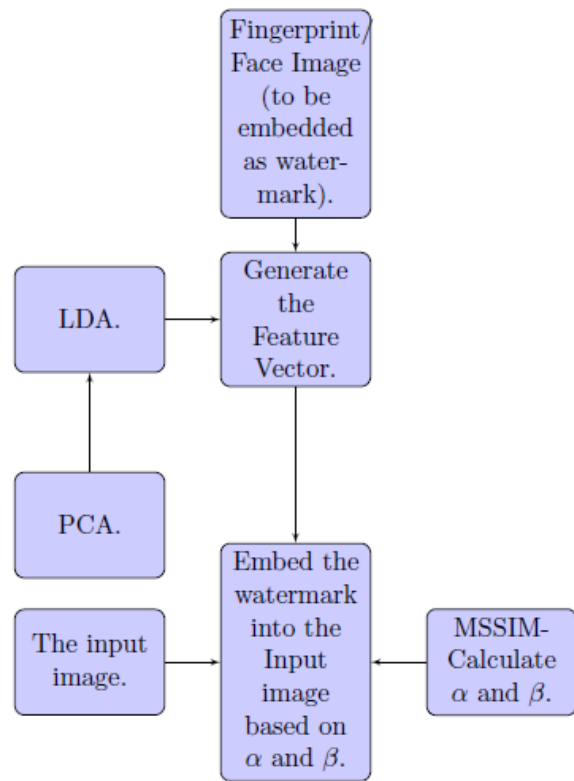 Fingerprint/
Face Image
(to be
embedded
as water-
mark).
Generate
the
Feature
Vector.
LDA.
PCA.
Embed the
watermark
into the
Input
image
based on
α and β.
The input
image.
MSSIM-
Calculate
α and β.